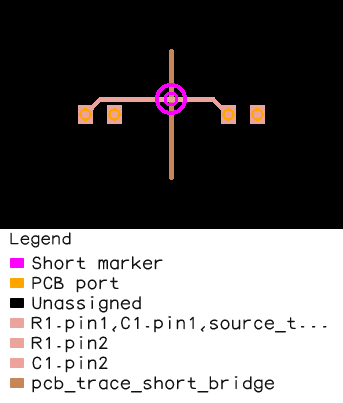 Legend
Short marker
PCB port
Unassigned
R1.pin1,C1.pin1,source_t...
R1.pin2
C1.pin2
pcb_trace_short_bridge